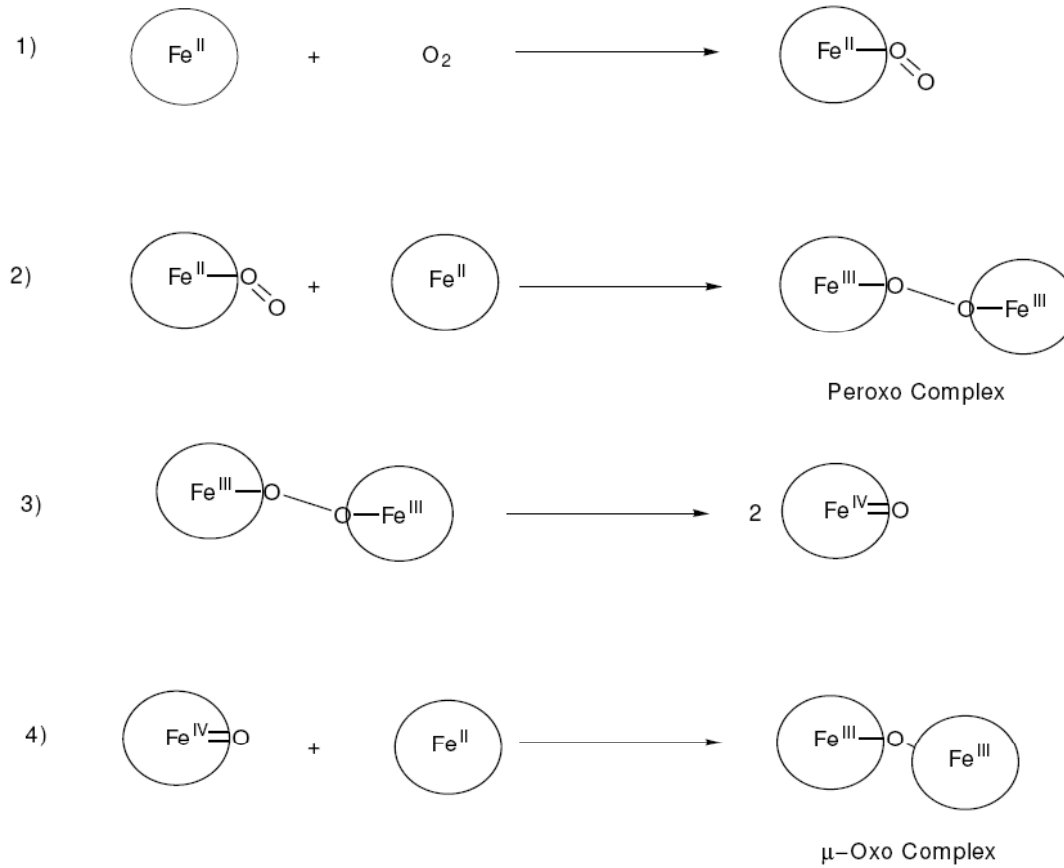 1) Fe II + O2 Fe II O O
2) Fe II O O + Fe II Fe III O O Fe III
Peroxo Complex
3) Fe III O O Fe III 2 Fe IV O
4) Fe IV O + Fe II Fe III O Fe III
μ-Oxo Complex